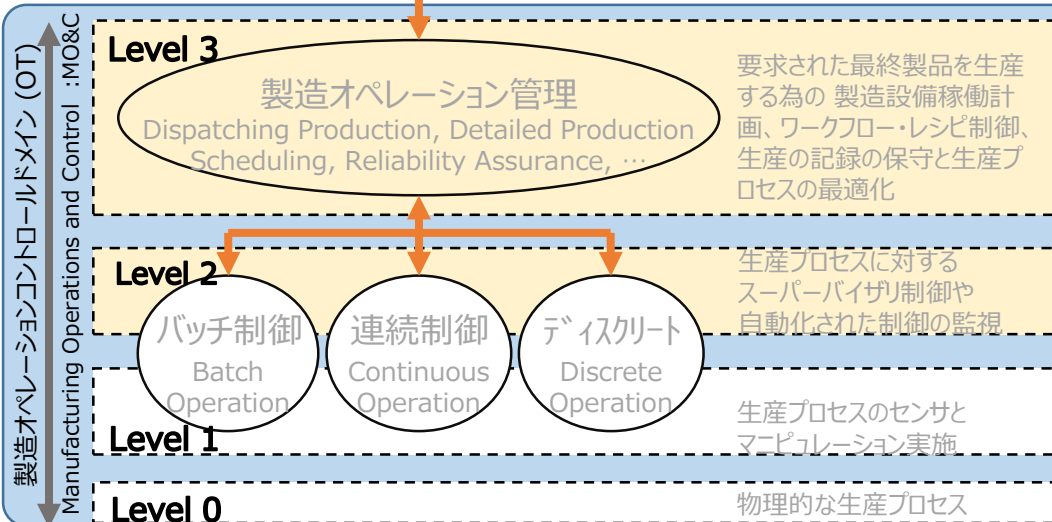 製造オペレーションコントロールドメイン (OT)
Manufacturing Operations and Control :MO&C
Level 3
製造オペレーション管理
Dispatching Production, Detailed Production
Scheduling, Reliability Assurance, …
要求された最終製品を生産
する為の 製造設備稼働計
画、ワークフロー・レシピ制御、
生産の記録の保守と生産プ
ロセスの最適化
Level 2
生産プロセスに対する
スーパーバイザリ制御や
自動化された制御の監視
バッチ制御
Batch
Operation
連続制御
Continuous
Operation
ディスクリート
Discrete
Operation
Level 1
生産プロセスのセンサと
マニピュレーション実施
Level 0
物理的な生産プロセス